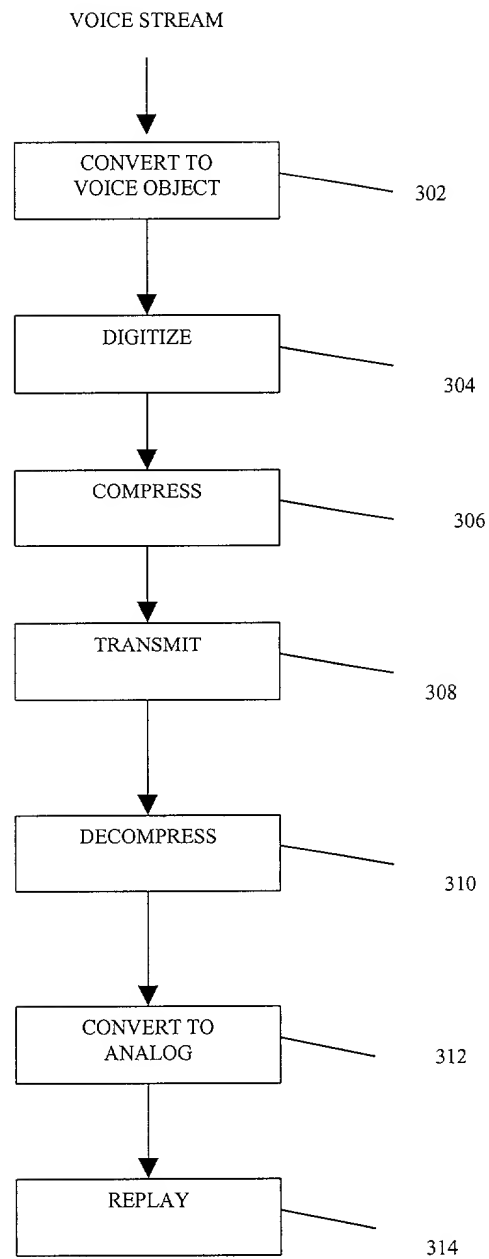 VOICE STREAM
CONVERT TO
VOICE OBJECT
302
DIGITIZE
304
COMPRESS
306
TRANSMIT
308
DECOMPRESS
310
CONVERT TO
ANALOG
312
REPLAY
314